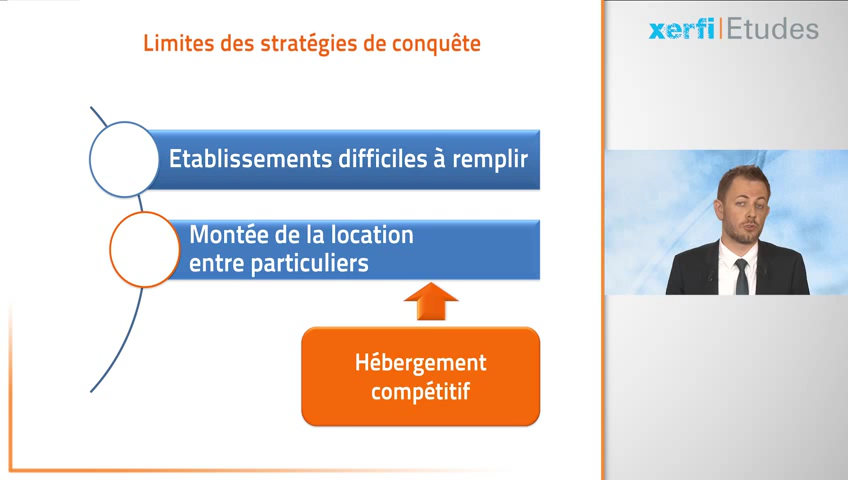 Limites des stratégies de conquête
xerfi|Etudes
Etablissements difficiles à remplir
Montée de la location
entre particuliers
Hébergement
compétitif